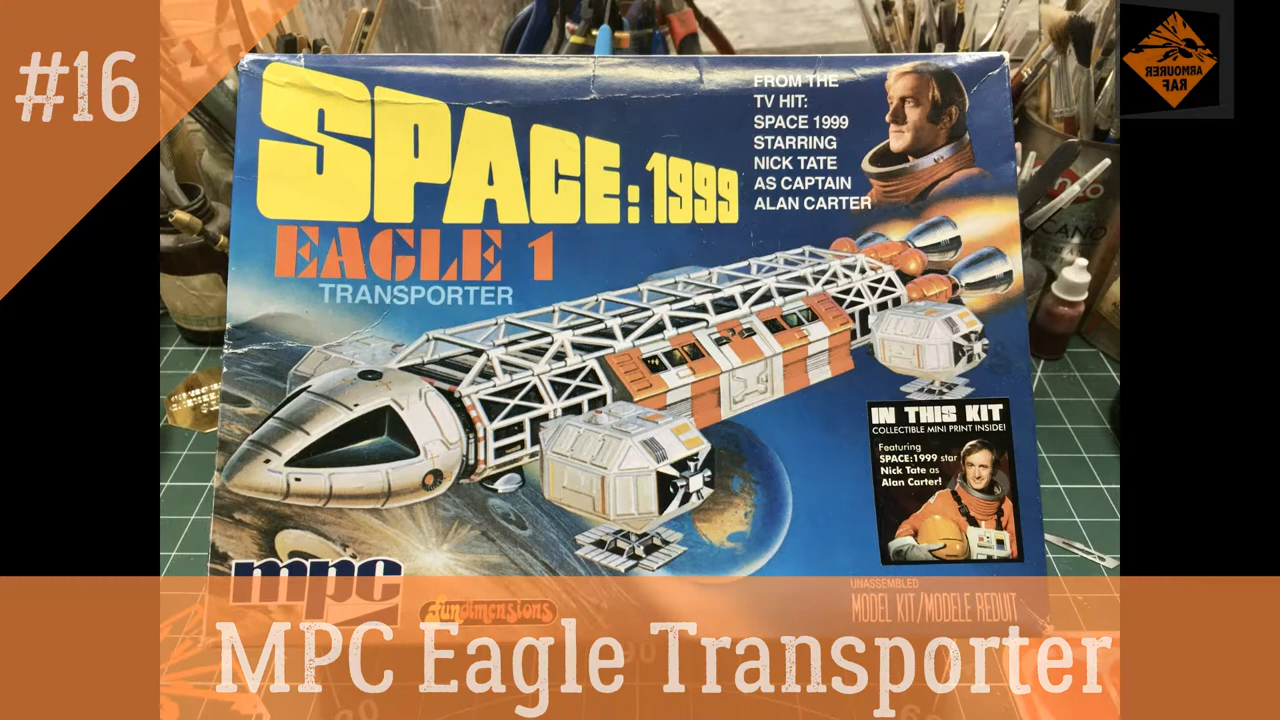 #16
ARMOURER
RAF
SPACE: 1999
EAGLE 1
TRANSPORTER
FROM THE
TV HIT:
SPACE 1999
STARRING
NICK TATE
AS CAPTAIN
ALAN CARTER
IN THIS KIT
COLLECTIBLE MINI PRINT INSIDE!
Featuring
SPACE:1999 star
Nick Tate as
Alan Carter!
mpc
fundimensions
UNASSEMBLED
MODEL KIT/MODELE REDUIT
MPC Eagle Transporter